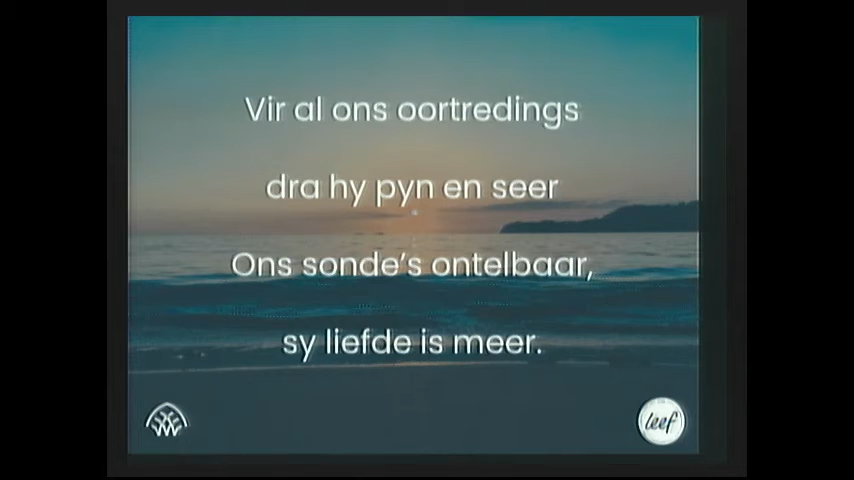 Vir al ons oortredings
dra hy pyn en seer
Ons sonde's ontelbaar,
sy liefde is meer.
leef